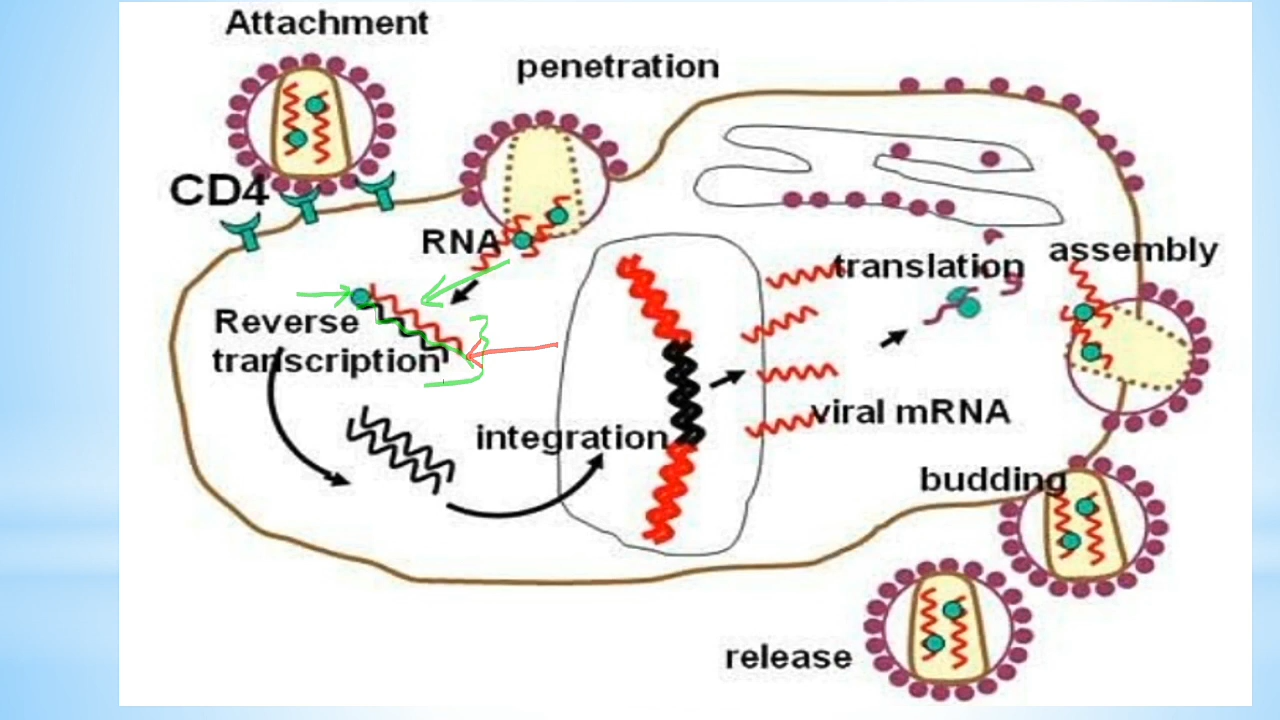 Attachment
penetration
CD4
RNA
translation
assembly
Reverse
transcription
viral mRNA
integration
budding
release